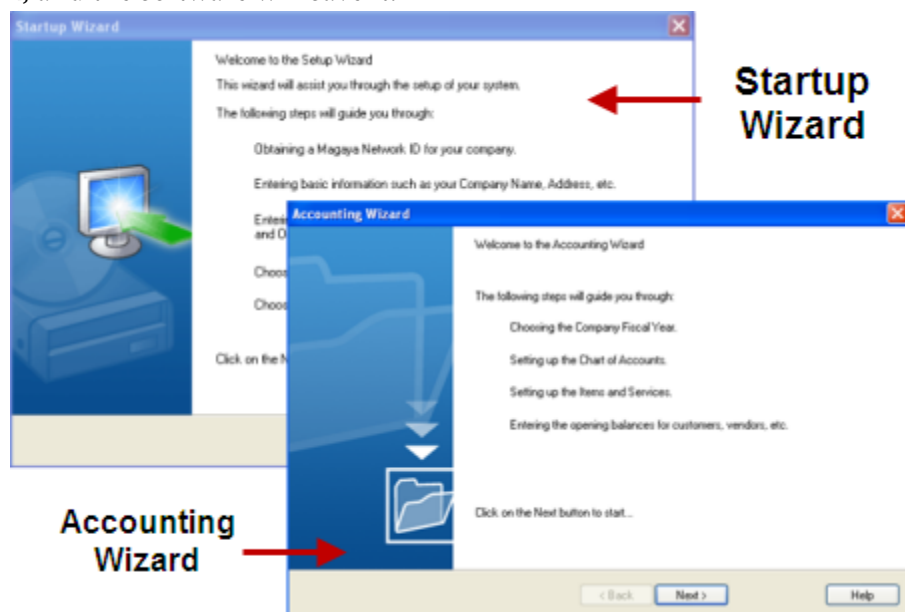 Startup Wizard
Welcome to the Setup Wizard
This wizard will assist you through the setup of your system.
The following steps will guide you through:
Obtaining a Magaya Network ID for your company.
Entering basic information such as your Company Name, Address, etc.
and O
Choos
Choos
Click on the N
Startup
Wizard
Accounting Wizard
Welcome to the Accounting Wizard
The following steps will guide you through:
Choosing the Company Fiscal Year.
Setting up the Chart of Accounts.
Setting up the Items and Services.
Entering the opening balances for customers, vendors, etc.
Click on the Next button to start...
< Back
Next >
Help
Accounting
Wizard